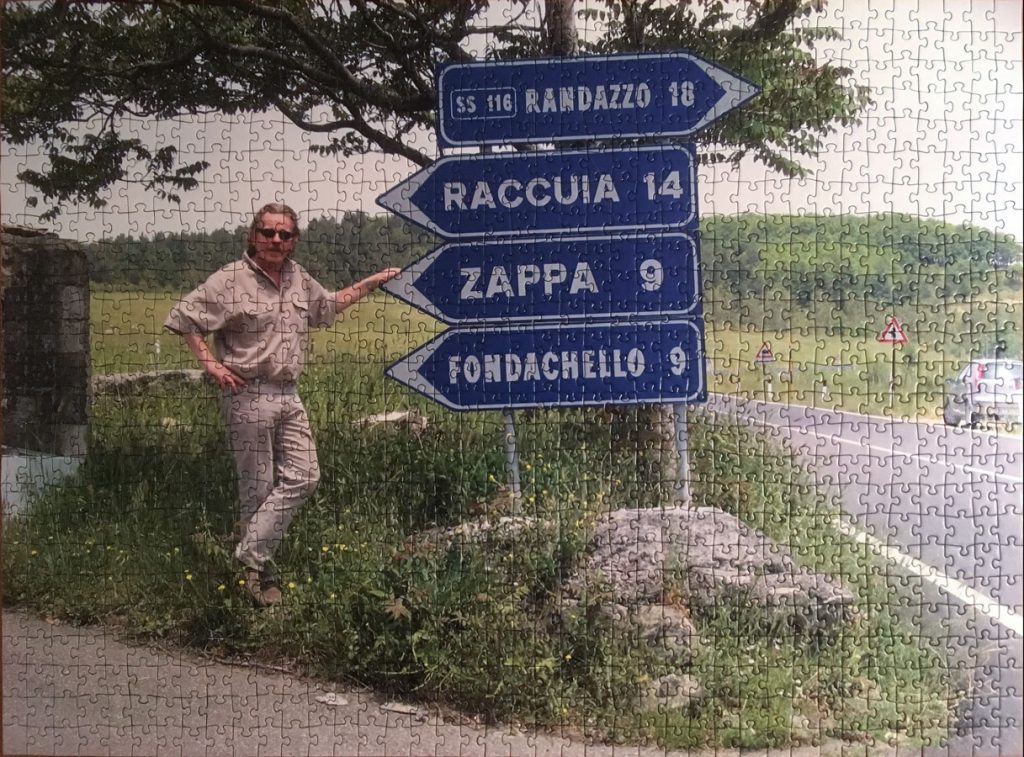 SS 116 RANDAZZO 18
RACCUIA 14
ZAPPA 9
FONDACHELLO 9